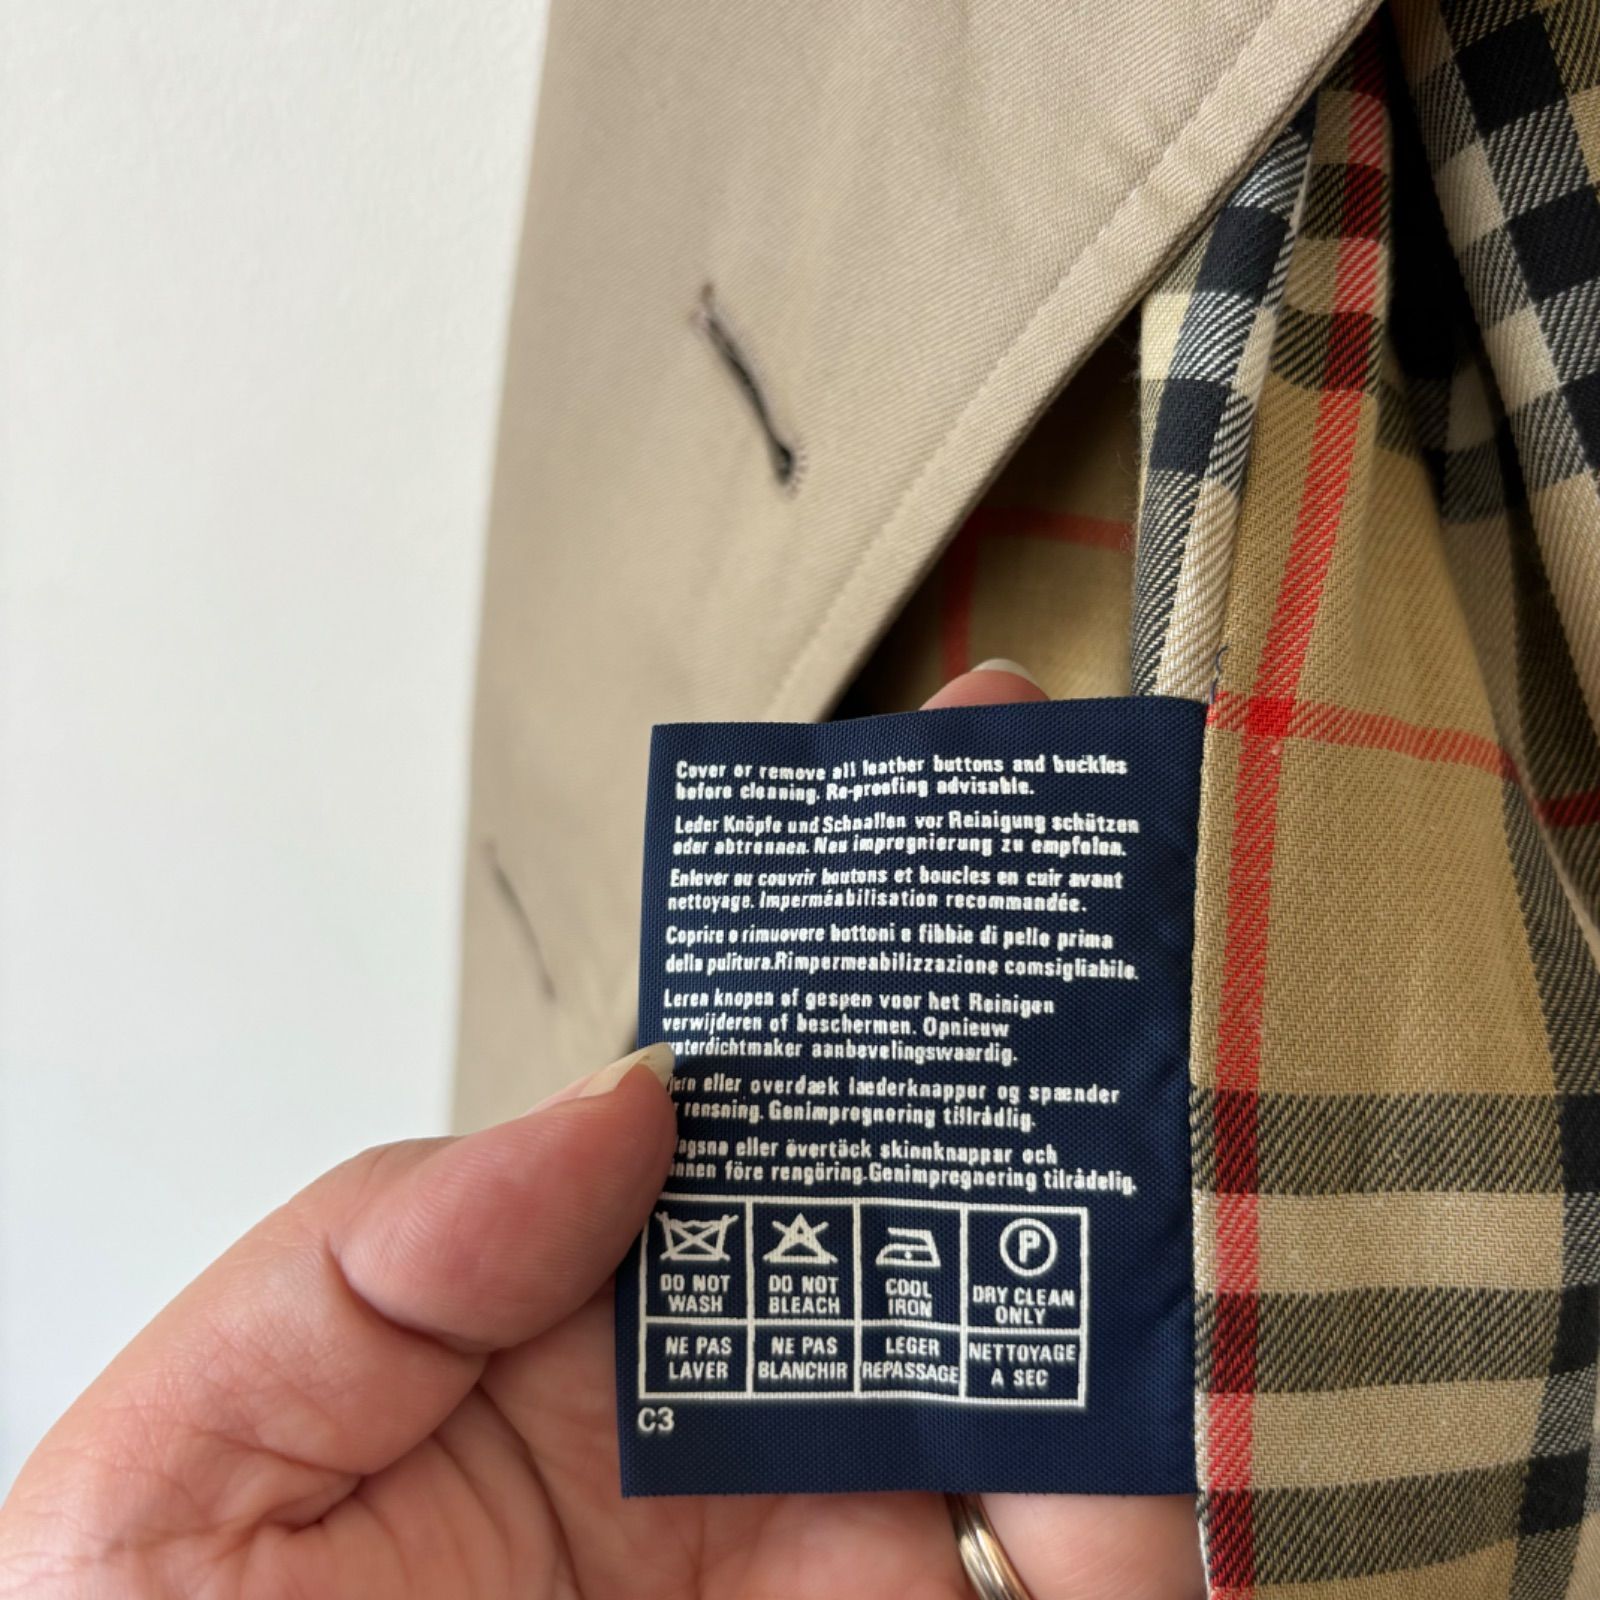 Cover or remove all leather buttons and buckles
before cleaning. Re-proofing advisable.
Leder Knöpfe und Schnallen vor Reinigung schützen
oder abtrennen. Neu impregnierung zu empfolen.
Enlever ou couvrir boutons et boucles en cuir avant
nettoyage. Imperméabilisation recommandée.
Coprire o rimuovere bottoni e fibbie di pelle prima
della pulitura.Rimpermeabilizzazione comsigliabile.
Leren knopen of gespen voor het Reinigen
verwijderen of beschermen. Opnieuw
waterdichtmaker aanbevelingswaardig.
eller overdæk læderknappur og spænder
rensning. Genimprognering tillrådlig.
eller övertäck skinnknappar och
före rengöring.Genimpregnering tilrådelig.
DO NOT WASH DO NOT BLEACH COOL IRON P DRY CLEAN ONLY
NE PAS LAVER NE PAS BLANCHIR LÉGER REPASSAGE NETTOYAGE A SEC
C3